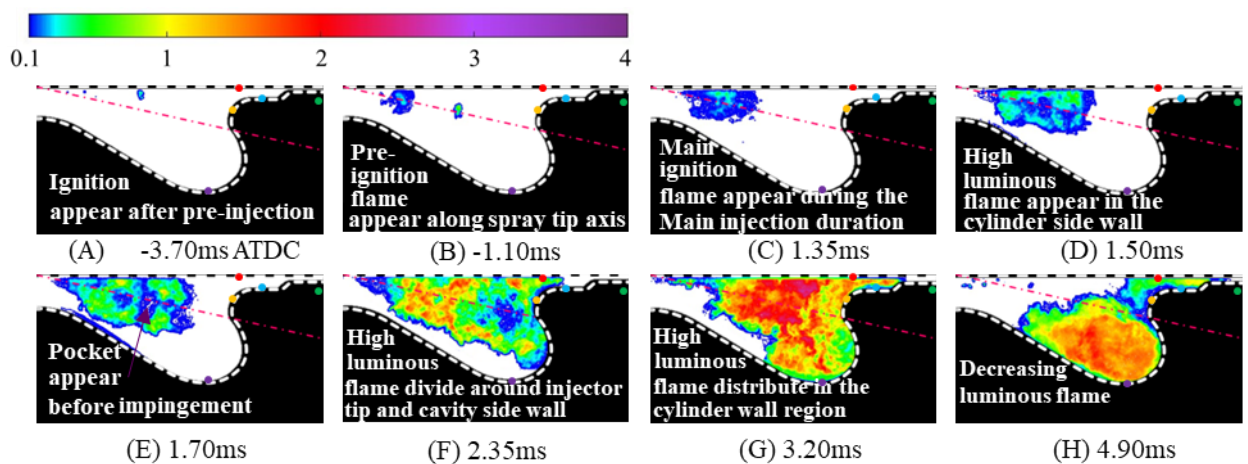 0.1 1 2 3 4
Ignition
appear after pre-injection
(A) -3.70ms ATDC
Pre-
ignition
flame
appear along spray tip axis
(B) -1.10ms
Main
ignition
flame appear during the
Main injection duration
(C) 1.35ms
High
luminous
flame appear in the
cylinder side wall
(D) 1.50ms
Pocket
appear
before impingement
(E) 1.70ms
High
luminous
flame divide around injector
tip and cavity side wall
(F) 2.35ms
High
luminous
flame distribute in the
cylinder wall region
(G) 3.20ms
Decreasing
luminous flame
(H) 4.90ms